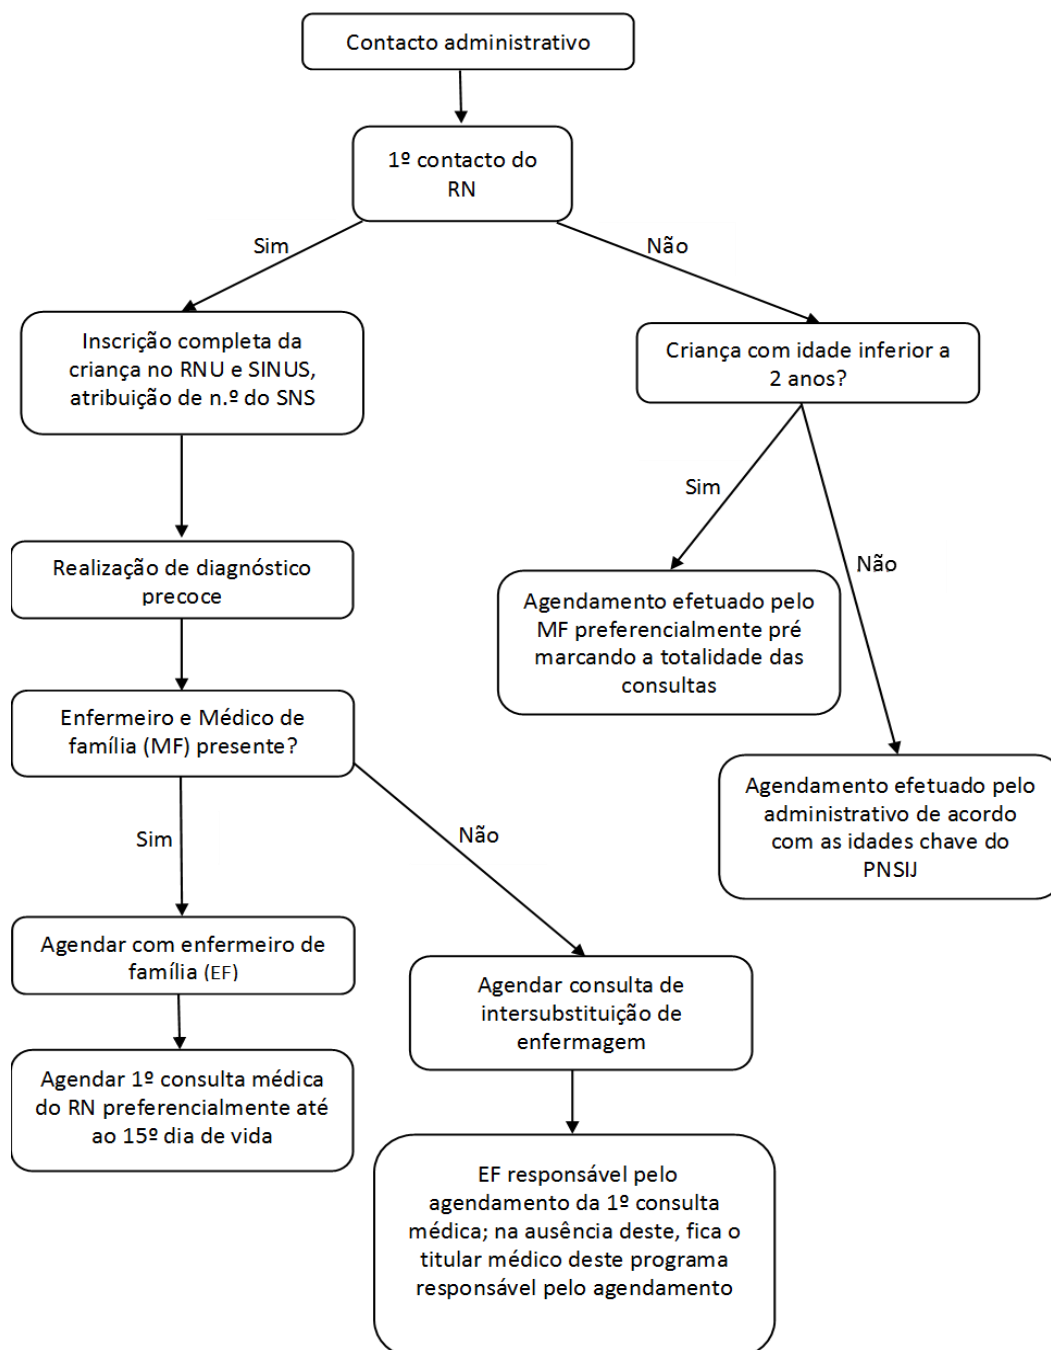 Contacto administrativo
1º contacto do
RN
Sim
Não
Inscrição completa da
criança no RNU e SINUS,
atribuição de n.º do SNS
Criança com idade inferior a
2 anos?
Sim
Não
Realização de diagnóstico
precoce
Agendamento efetuado pelo
MF preferencialmente pré
marcando a totalidade das
consultas
Enfermeiro e Médico de
família (MF) presente?
Agendamento efetuado pelo
administrativo de acordo
com as idades chave do
PNSIJ
Sim
Não
Agendar com enfermeiro de
família (EF)
Agendar consulta de
intersubstituição de
enfermagem
Agendar 1º consulta médica
do RN preferencialmente até
ao 15º dia de vida
EF responsável pelo
agendamento da 1º consulta
médica; na ausência deste, fica o
titular médico deste programa
responsável pelo agendamento